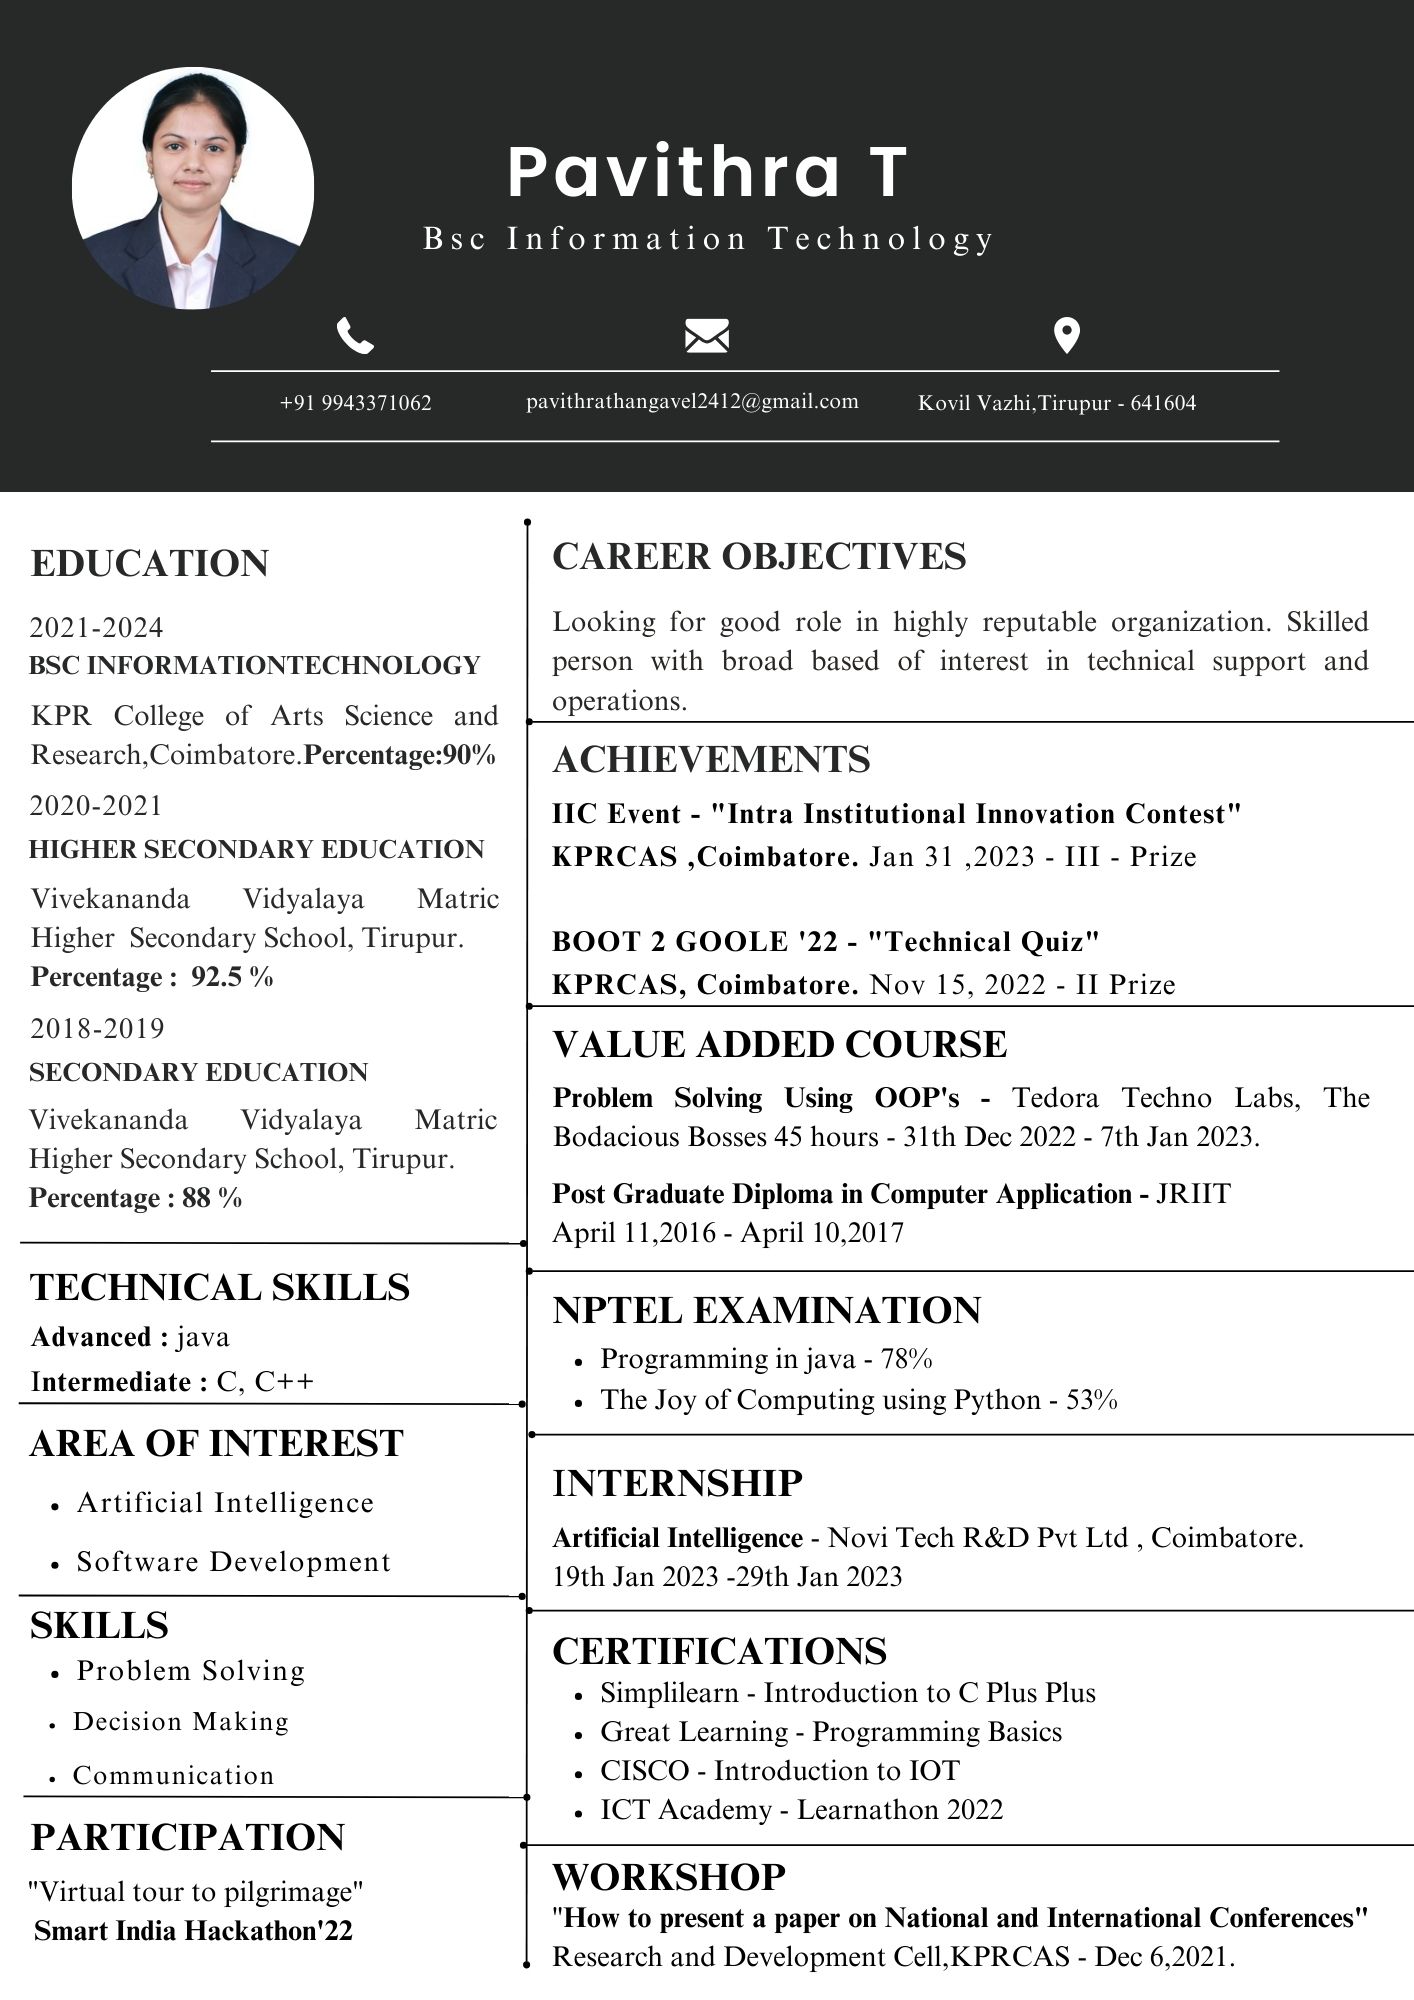 Pavithra T
Bsc Information Technology
+91 9943371062
pavithrathangavel2412@gmail.com
Kovil Vazhi,Tirupur - 641604
EDUCATION
2021-2024
BSC INFORMATIONTECHNOLOGY
KPR College of Arts Science and
Research,Coimbatore.Percentage:90%
2020-2021
HIGHER SECONDARY EDUCATION
Vivekananda Vidyalaya Matric
Higher Secondary School, Tirupur.
Percentage : 92.5 %
2018-2019
SECONDARY EDUCATION
Vivekananda Vidyalaya Matric
Higher Secondary School, Tirupur.
Percentage : 88 %
TECHNICAL SKILLS
Advanced : java
Intermediate : C, C++
AREA OF INTEREST
• Artificial Intelligence
• Software Development
SKILLS
• Problem Solving
• Decision Making
• Communication
PARTICIPATION
"Virtual tour to pilgrimage"
Smart India Hackathon'22
CAREER OBJECTIVES
Looking for good role in highly reputable organization. Skilled
person with broad based of interest in technical support and
operations.
ACHIEVEMENTS
IIC Event - "Intra Institutional Innovation Contest"
KPRCAS ,Coimbatore. Jan 31 ,2023 - III - Prize
BOOT 2 GOOLE '22 - "Technical Quiz"
KPRCAS, Coimbatore. Nov 15, 2022 - II Prize
VALUE ADDED COURSE
Problem Solving Using OOP's - Tedora Techno Labs, The
Bodacious Bosses 45 hours - 31th Dec 2022 - 7th Jan 2023.
Post Graduate Diploma in Computer Application - JRIIT
April 11,2016 - April 10,2017
NPTEL EXAMINATION
• Programming in java - 78%
• The Joy of Computing using Python - 53%
INTERNSHIP
Artificial Intelligence - Novi Tech R&D Pvt Ltd , Coimbatore.
19th Jan 2023 -29th Jan 2023
CERTIFICATIONS
• Simplilearn - Introduction to C Plus Plus
• Great Learning - Programming Basics
• CISCO - Introduction to IOT
• ICT Academy - Learnathon 2022
WORKSHOP
"How to present a paper on National and International Conferences"
Research and Development Cell,KPRCAS - Dec 6,2021.